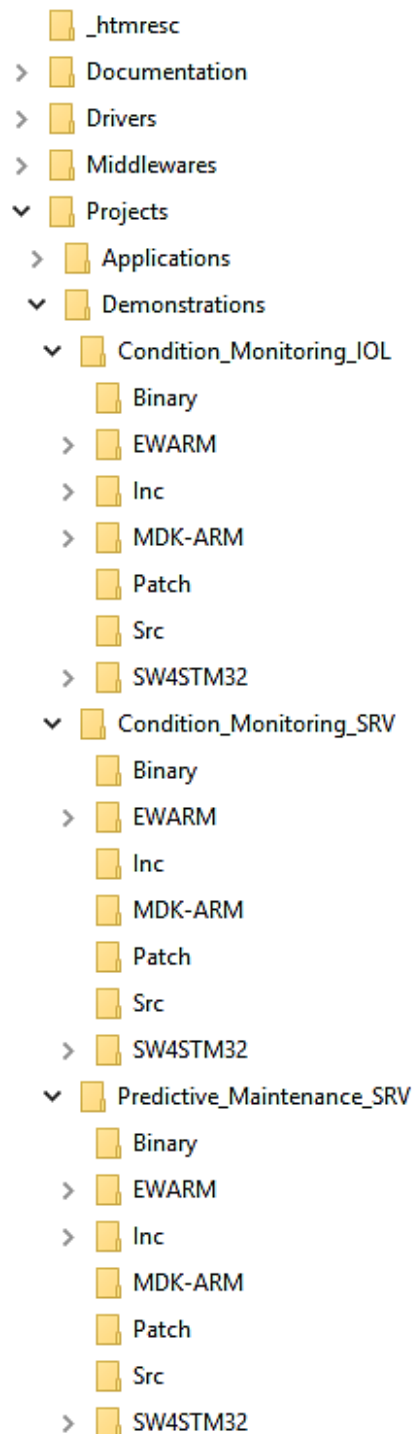 _htmresc
Documentation
Drivers
Middlewares
Projects
Applications
Demonstrations
Condition_Monitoring_IOL
Binary
EWARM
Inc
MDK-ARM
Patch
Src
SW4STM32
Condition_Monitoring_SRV
Binary
EWARM
Inc
MDK-ARM
Patch
Src
SW4STM32
Predictive_Maintenance_SRV
Binary
EWARM
Inc
MDK-ARM
Patch
Src
SW4STM32